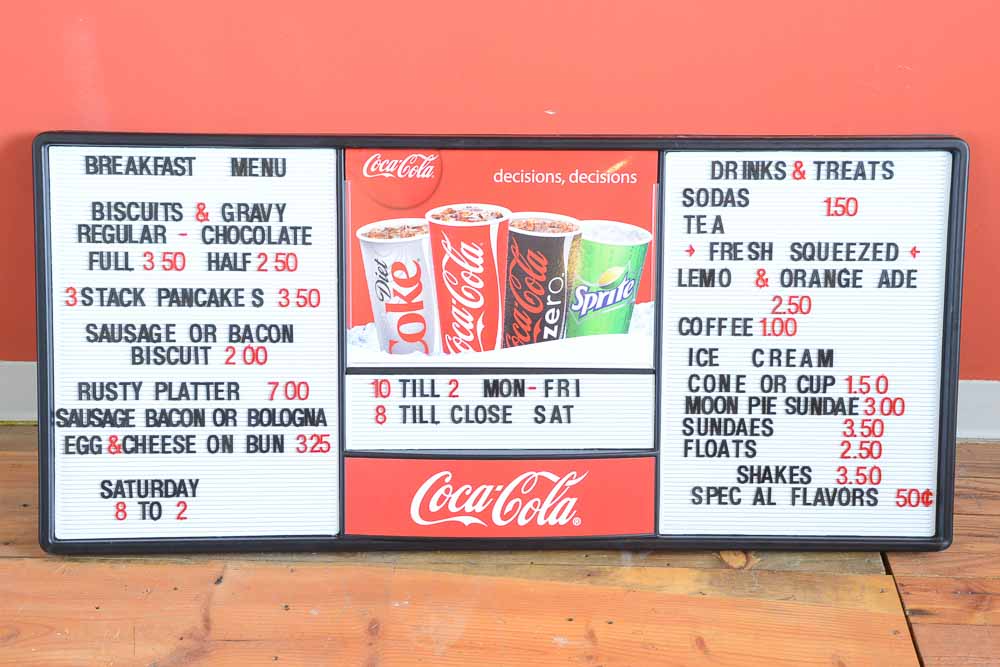 BREAKFAST MENU
BISCUITS & GRAVY
REGULAR - CHOCOLATE
FULL 3 50 HALF 2 50
3 STACK PANCAKE S 3 50
SAUSAGE OR BACON
BISCUIT 2 00
RUSTY PLATTER 7 00
SAUSAGE BACON OR BOLOGNA
EGG & CHEESE ON BUN 325
SATURDAY
8 TO 2
Coca-Cola
decisions, decisions
Diet Coke
Coca-Cola
Coca-Cola zero
Sprite
10 TILL 2 MON-FRI
8 TILL CLOSE SAT
Coca-Cola®
DR INKS & TREATS
SODAS 1.50
TEA
FRESH SQUEEZED
LEMO & ORANGE ADE
2.50
COFFEE 1.00
ICE CREAM
CONE OR CUP 1.50
MOON PIE SUNDAE 3 00
SUNDAES 3.50
FLOATS 2.50
SHAKES 3.50
SPEC AL FLAVORS 50¢